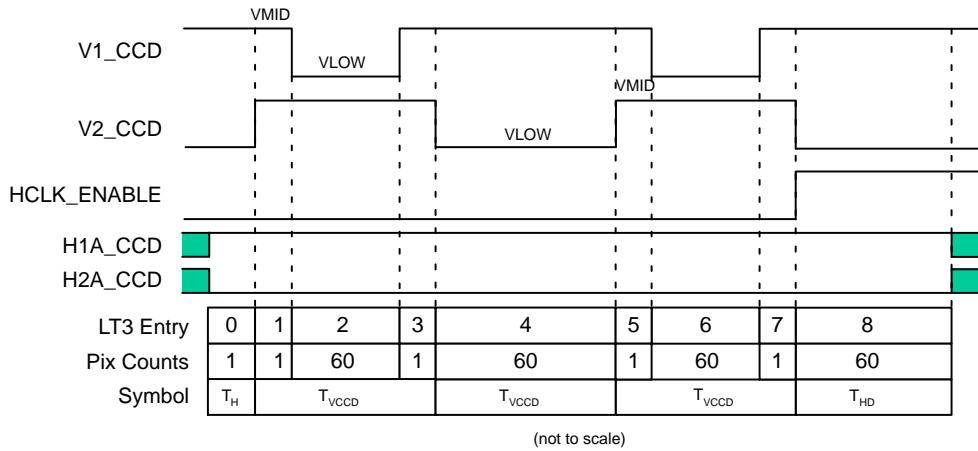 VMID
V1_CCD
VLOW
VMID
V2_CCD
VLOW
HCLK_ENABLE
H1A_CCD
H2A_CCD
LT3 Entry 0 1 2 3 4 5 6 7 8
Pix Counts 1 1 60 1 60 1 60 1 60
Symbol TH TVCCD TVCCD TVCCD THD
(not to scale)